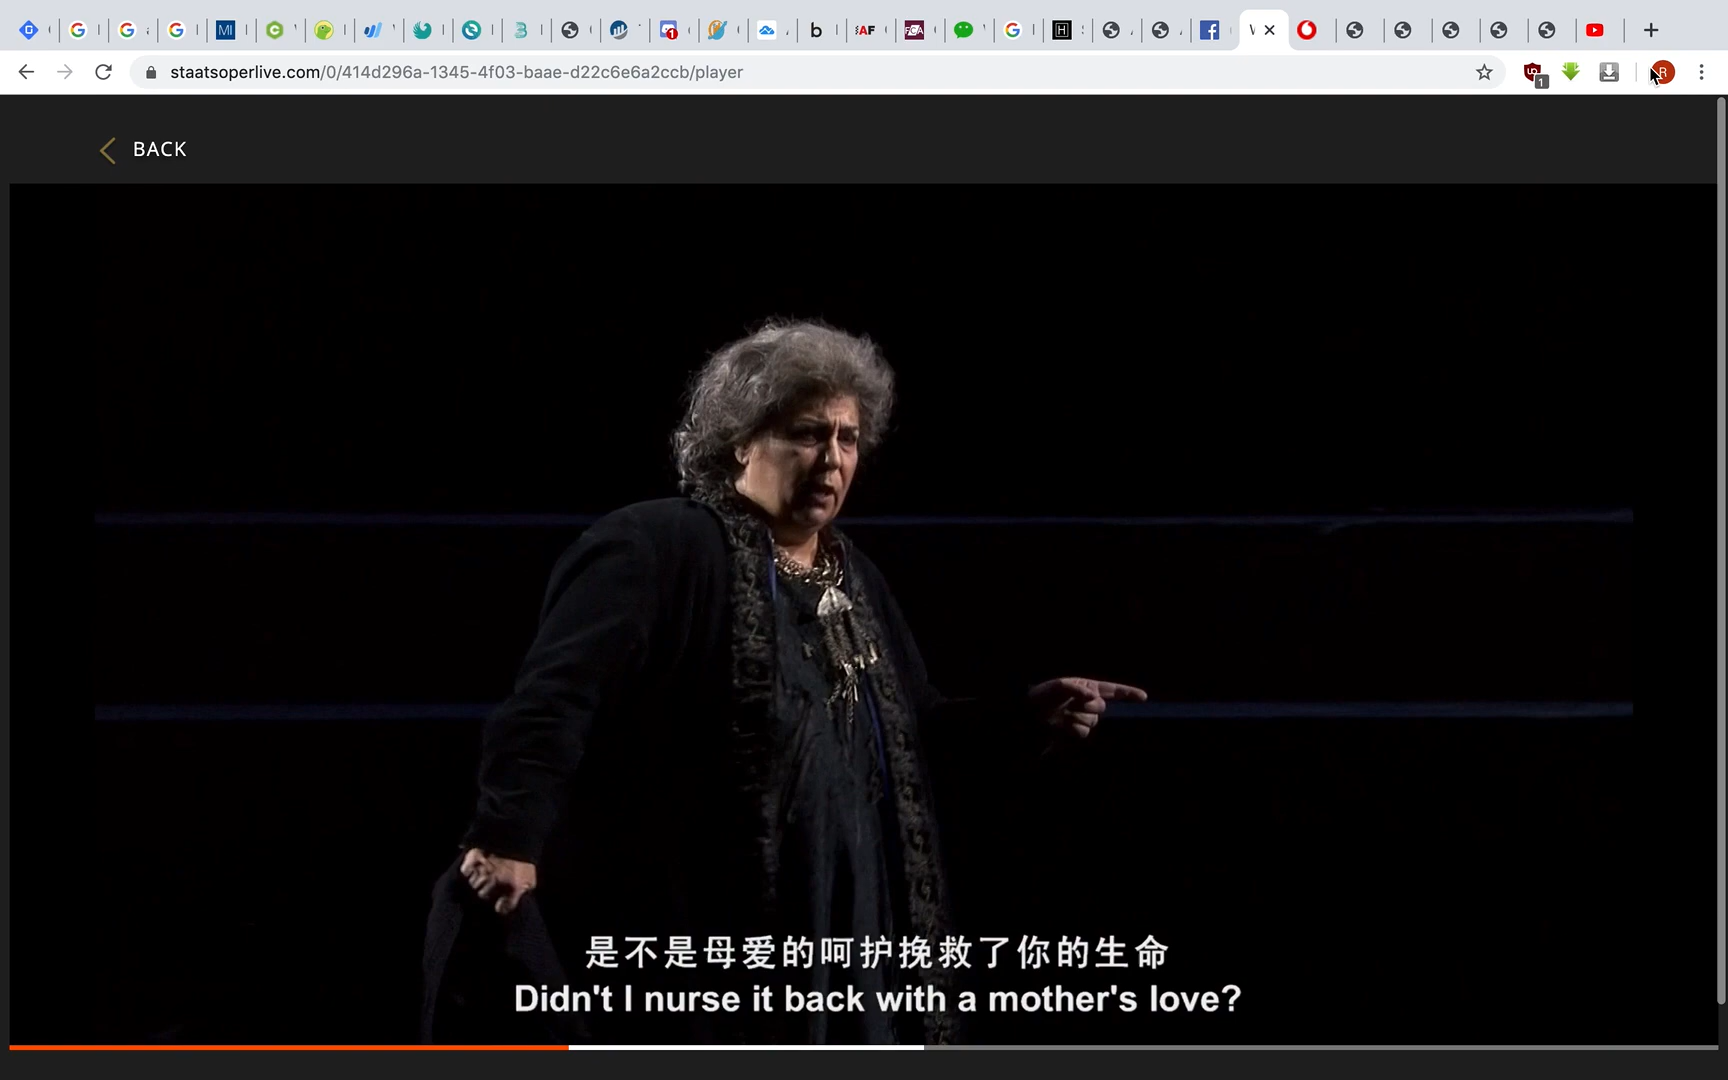 staatsoperlive.com/0/414d296a-1345-4f03-baae-d22c6e6a2ccb/player
BACK
是不是母爱的呵护挽救了你的生命
Didn't I nurse it back with a mother's love?